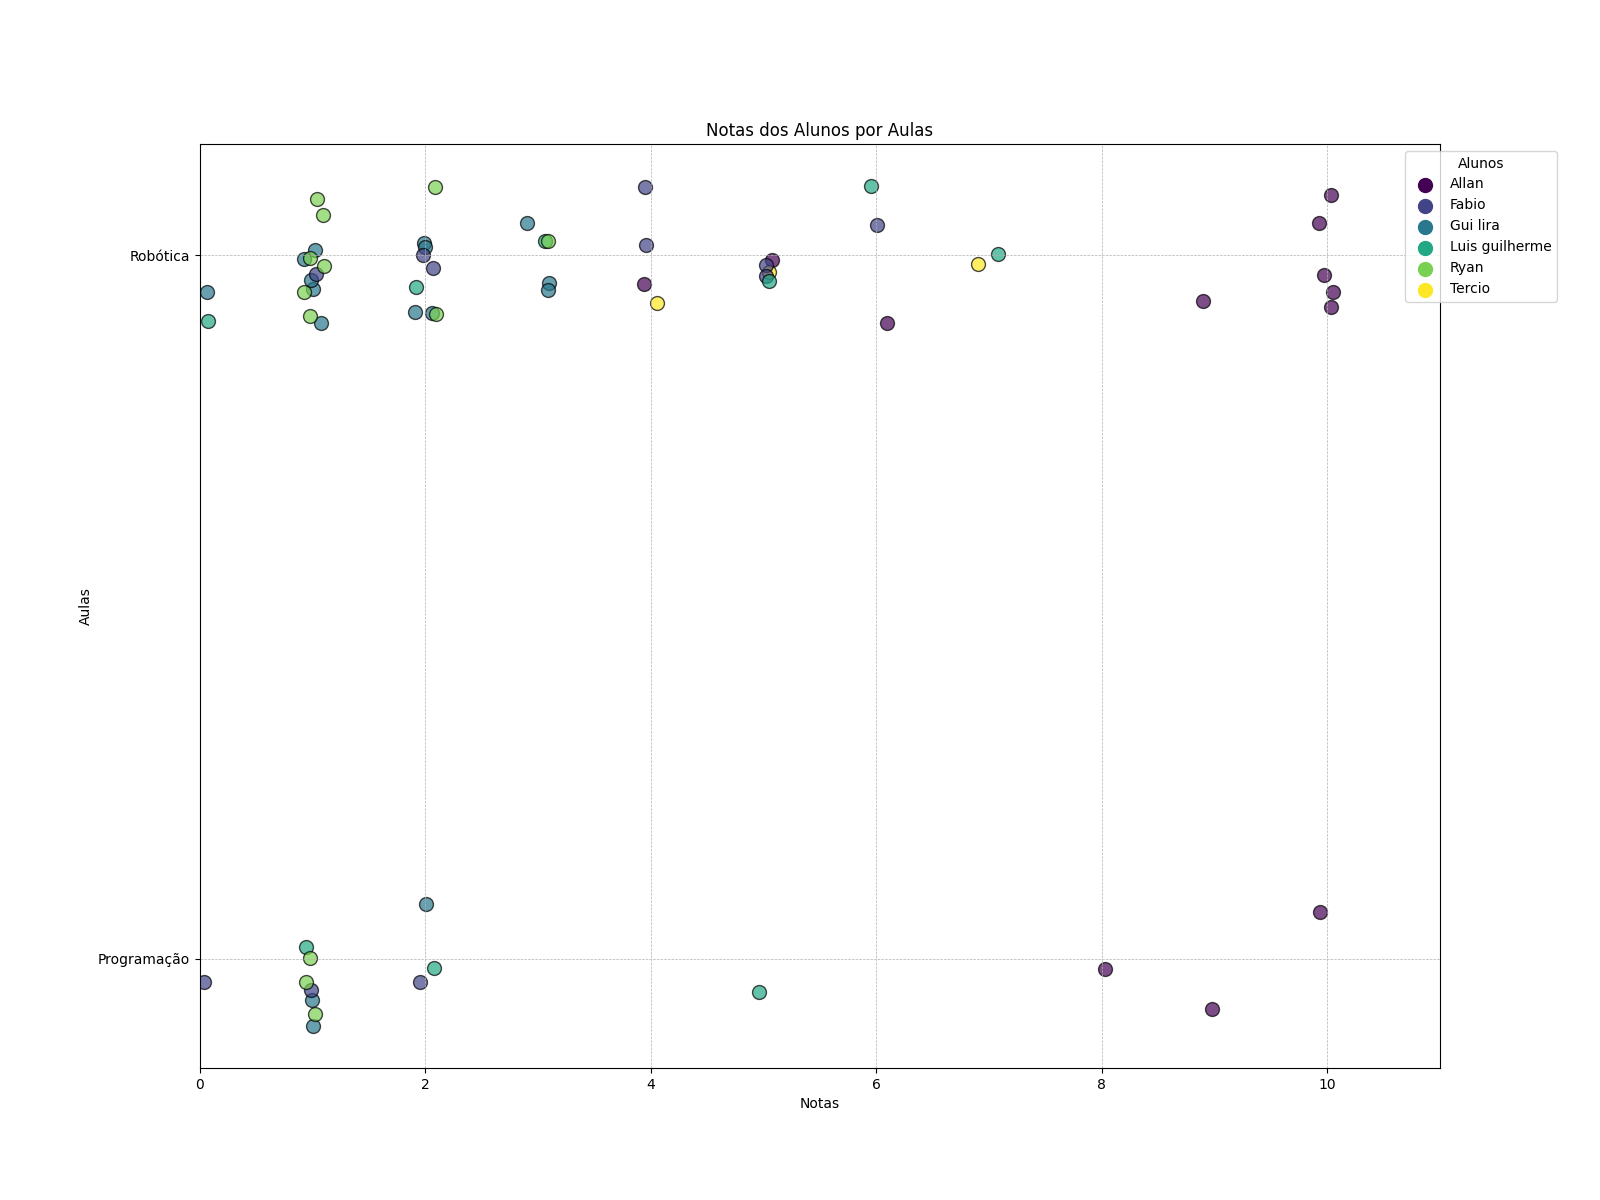 Notas dos Alunos por Aulas
Alunos
Allan
Fabio
Gui lira
Luis guilherme
Ryan
Tercio
Robótica
Aulas
Programação
0 2 4 6 8 10
Notas